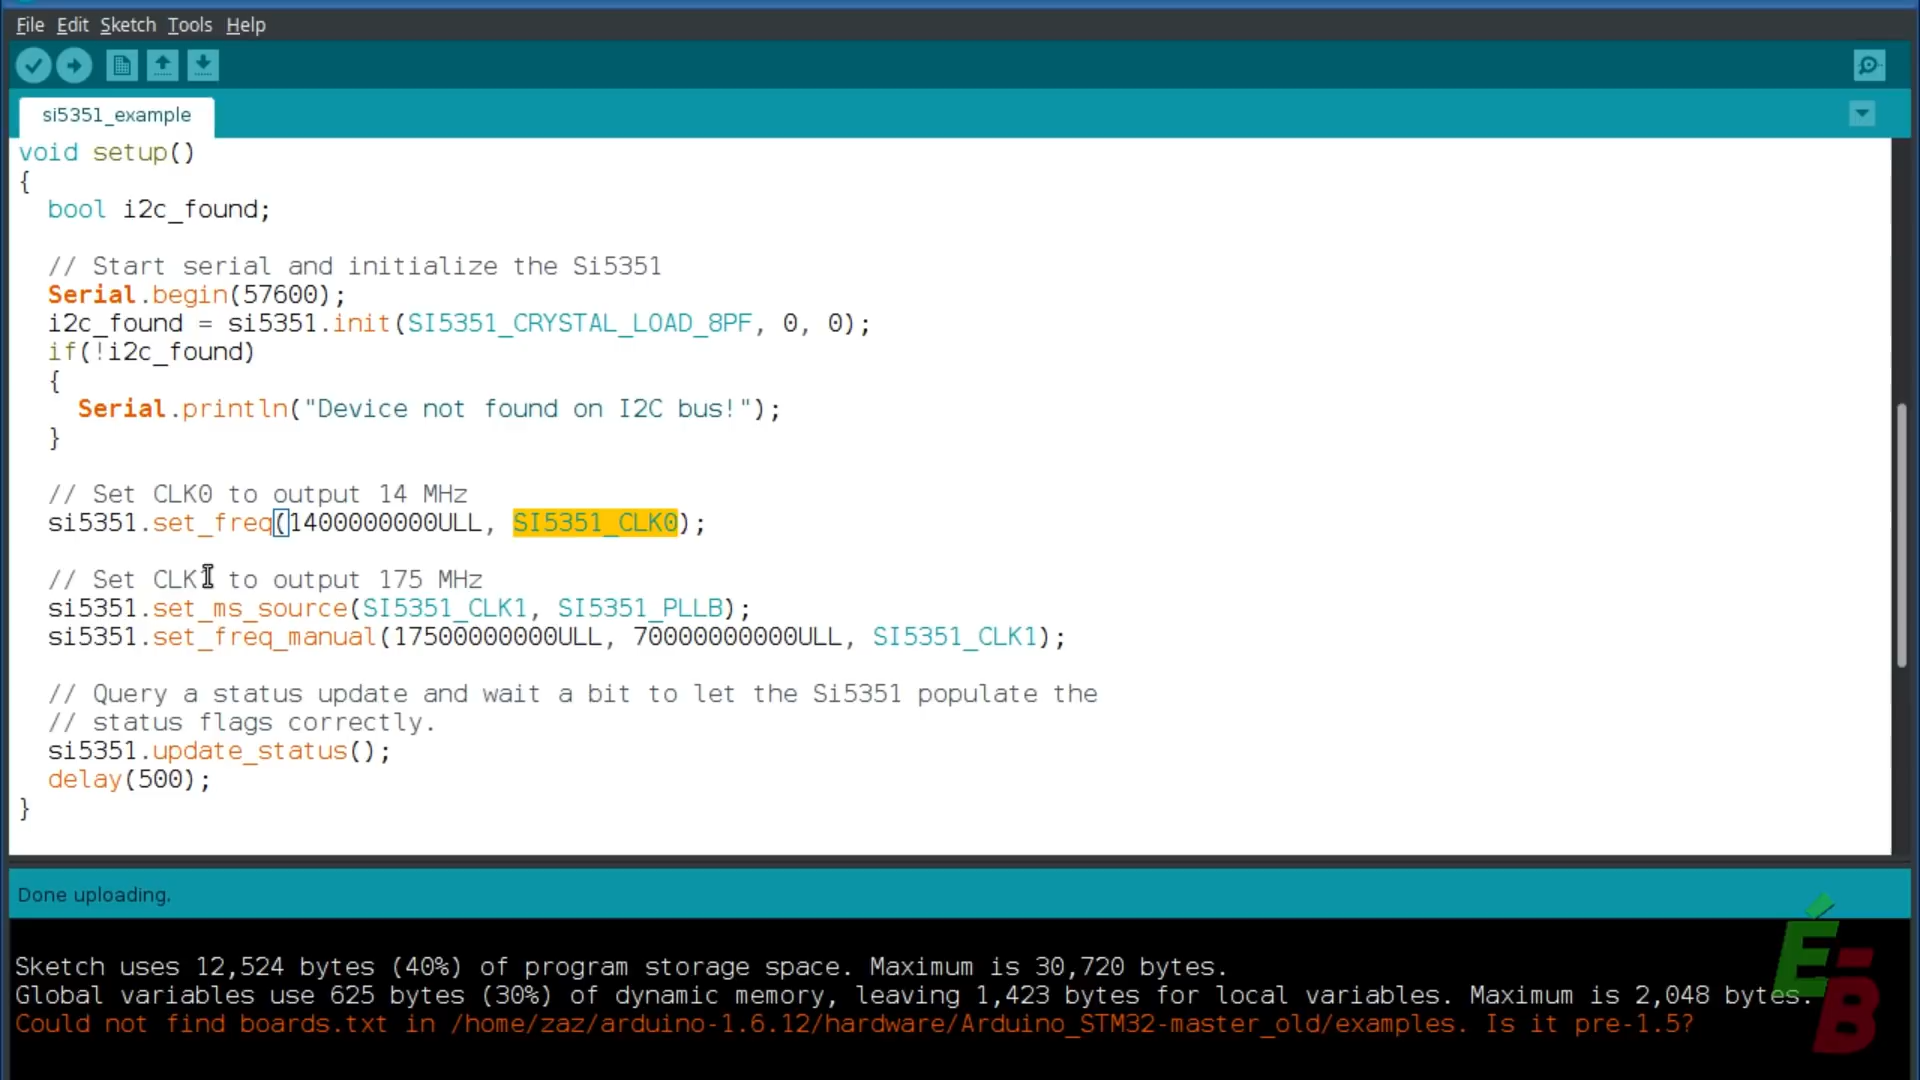 File Edit Sketch Tools Help
si5351_example
void setup()
{
bool i2c_found;
// Start serial and initialize the Si5351
Serial.begin(57600);
i2c_found = si5351.init(SI5351_CRYSTAL_LOAD_8PF, 0, 0);
if(!i2c_found)
{
Serial.println("Device not found on I2C bus!");
}
// Set CLK0 to output 14 MHz
si5351.set_freq(1400000000ULL, SI5351_CLK0);
// Set CLK1 to output 175 MHz
si5351.set_ms_source(SI5351_CLK1, SI5351_PLLB);
si5351.set_freq_manual(17500000000ULL, 70000000000ULL, SI5351_CLK1);
// Query a status update and wait a bit to let the Si5351 populate the
// status flags correctly.
si5351.update_status();
delay(500);
}
Done uploading.
Sketch uses 12,524 bytes (40%) of program storage space. Maximum is 30,720 bytes.
Global variables use 625 bytes (30%) of dynamic memory, leaving 1,423 bytes for local variables. Maximum is 2,048 bytes.
Could not find boards.txt in /home/zaz/arduino-1.6.12/hardware/Arduino_STM32-master_old/examples. Is it pre-1.5?
E-B